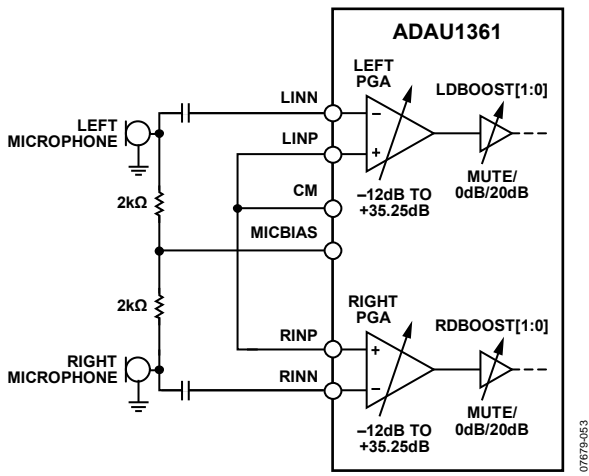 ADAU1361
LEFT
PGA
LDBOOST[1:0]
LINN
LEFT
MICROPHONE
LINP
–
+
CM
–12dB TO
+35.25dB
MUTE/
0dB/20dB
2kΩ
MICBIAS
2kΩ
RIGHT
PGA
RDBOOST[1:0]
RINP
RIGHT
MICROPHONE
RINN
+
–
–12dB TO
+35.25dB
MUTE/
0dB/20dB
07679-053